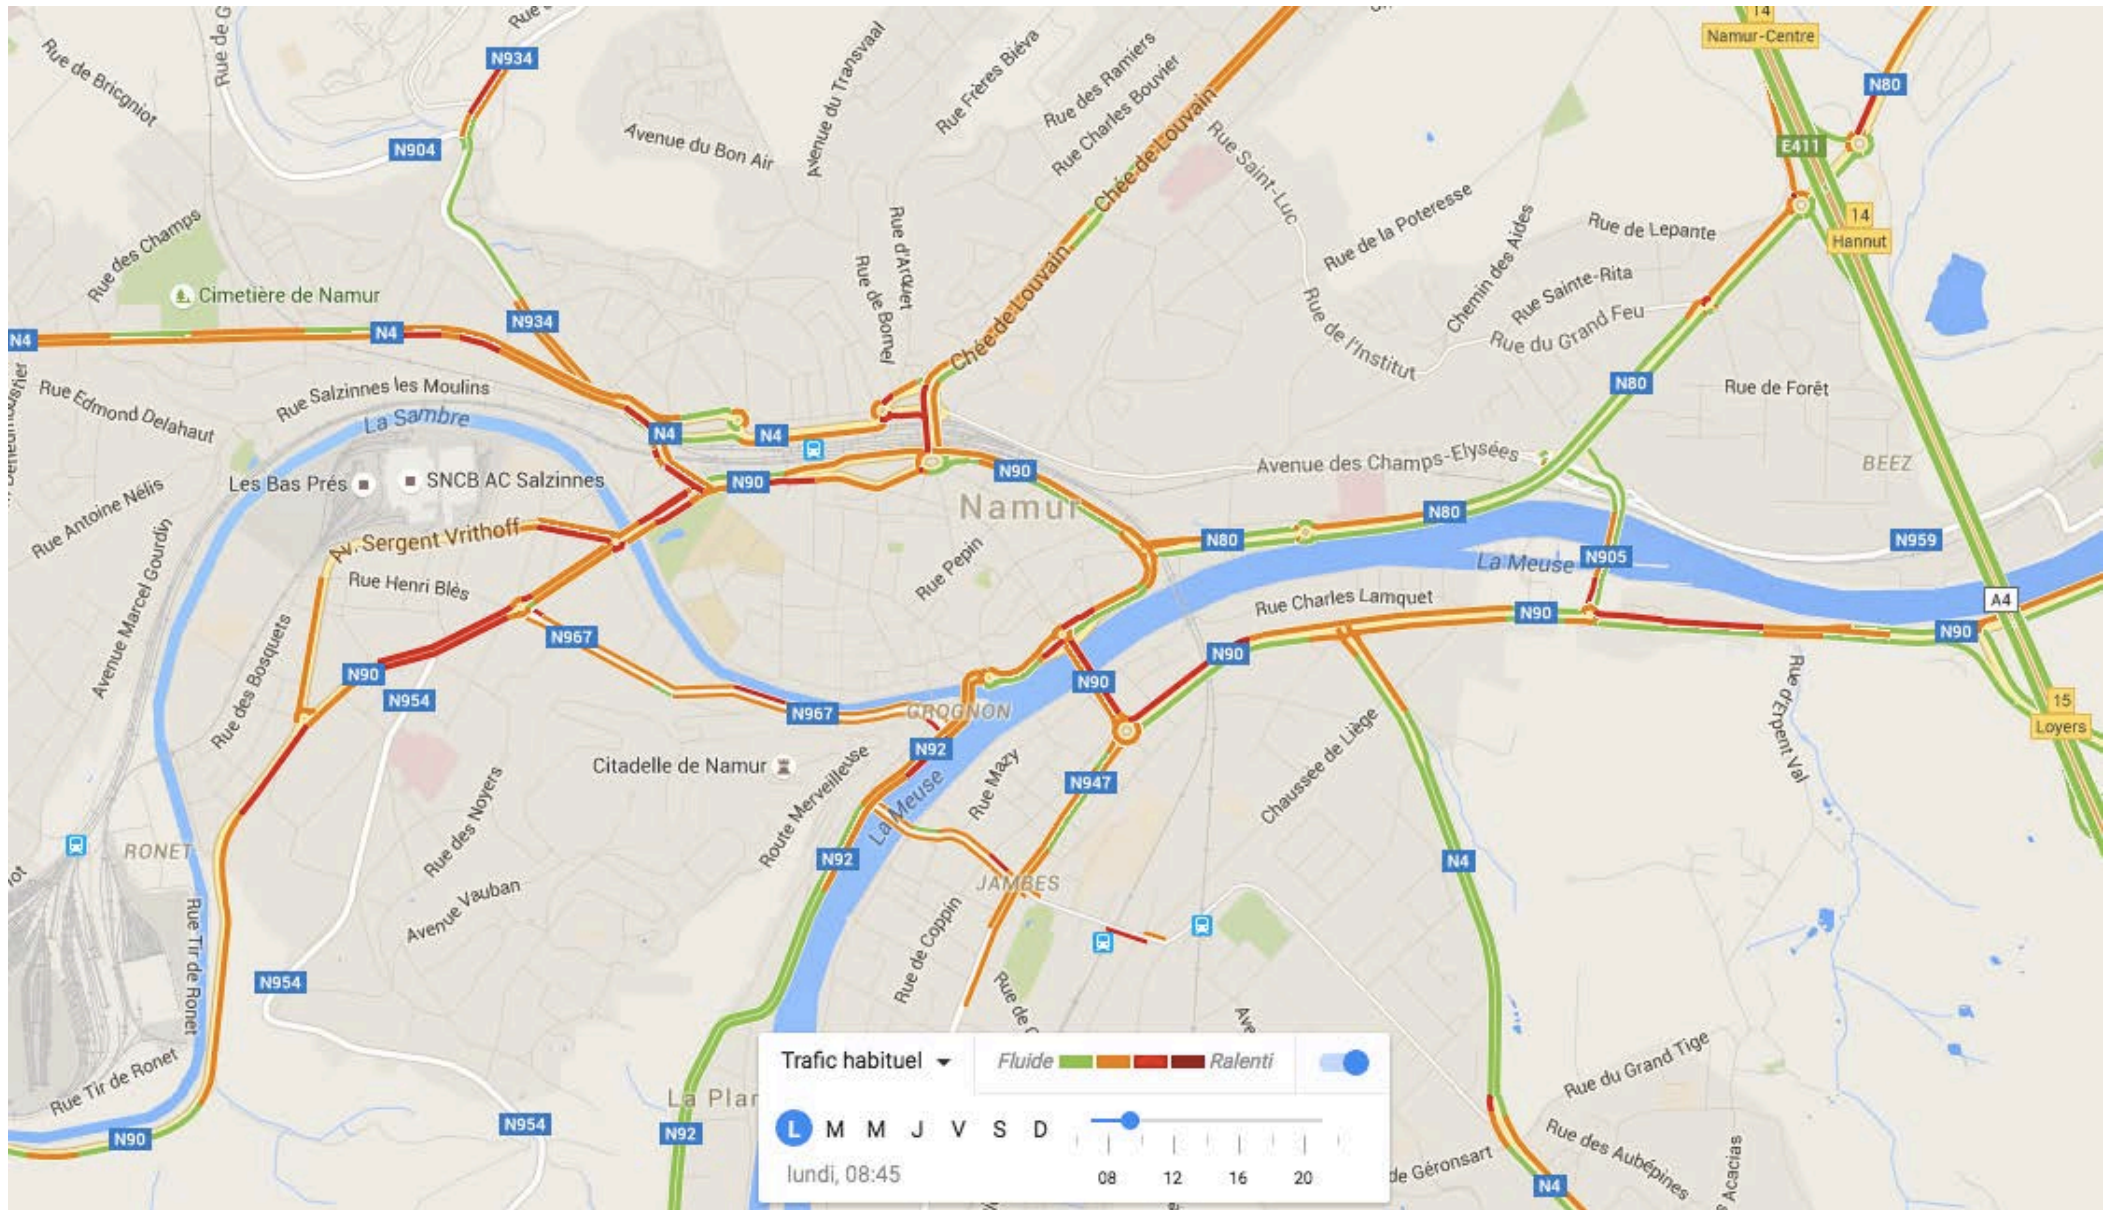 14
Namur-Centre
N934
N80
Rue de Bricgniot
Avenue du Transvaal
Rue Frères Biéva
Rue des Ramiers
Rue Charles Bouvier
Chée de Louvain
Rue Saint-Luc
N904
Avenue du Bon Air
E411
14
Hannut
Rue des Champs
Rue d'Arquet
Rue de Bomel
Rue de la Poteresse
Chemin des Aides
Rue de Lepante
Rue Sainte-Rita
Rue du Grand Feu
Cimetière de Namur
N934
N4
N4
Chée de Louvain
Rue de l'Institut
N80
Rue de Forêt
Rue Edmond Delahaut
Rue Salzinnes les Moulins
La Sambre
N4
N4
Les Bas Prés
SNCB AC Salzinnes
N90
N90
Namur
Avenue des Champs-Elysées
BEEZ
Rue Antoine Nélis
Av. Sergent Vrithoff
N80
N80
N959
Rue Henri Blès
Rue Pepin
La Meuse
N905
A4
Avenue Marcel Gourdin
Rue des Bosquets
N967
Rue Charles Lamquet
N90
N90
N90
N954
N967
GROGNON
N90
N90
15
Loyers
Rue d'Erpent Val
Citadelle de Namur
N92
Route Merveilleuse
La Meuse
Rue Mazy
N947
Chaussée de Liège
RONET
Rue des Noyers
N92
JAMBES
N4
Avenue Vauban
Rue Tir de Ronet
Rue de Coppin
N954
Rue de
Ave
Rue Tir de Ronet
La Plan
Trafic habituel
Fluide
Ralenti
L M M J V S D
lundi, 08:45
08 12 16 20
Rue du Grand Tige
Rue des Aubépines
Acacias
de Géronsart
N90
N954
N92
N4